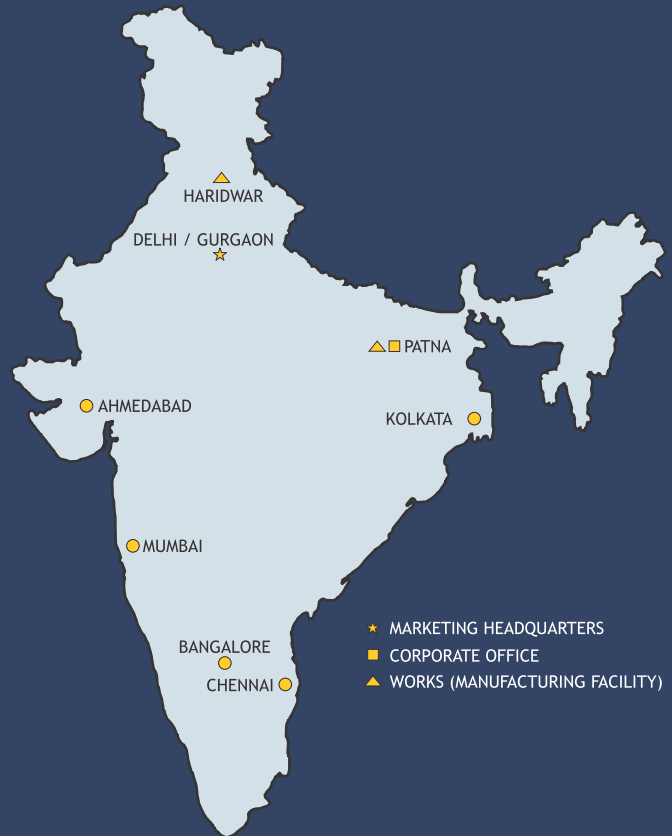 HARIDWAR
DELHI / GURGAON
PATNA
AHMEDABAD
KOLKATA
MUMBAI
MARKETING HEADQUARTERS
BANGALORE
CORPORATE OFFICE
CHENNAI
WORKS (MANUFACTURING FACILITY)